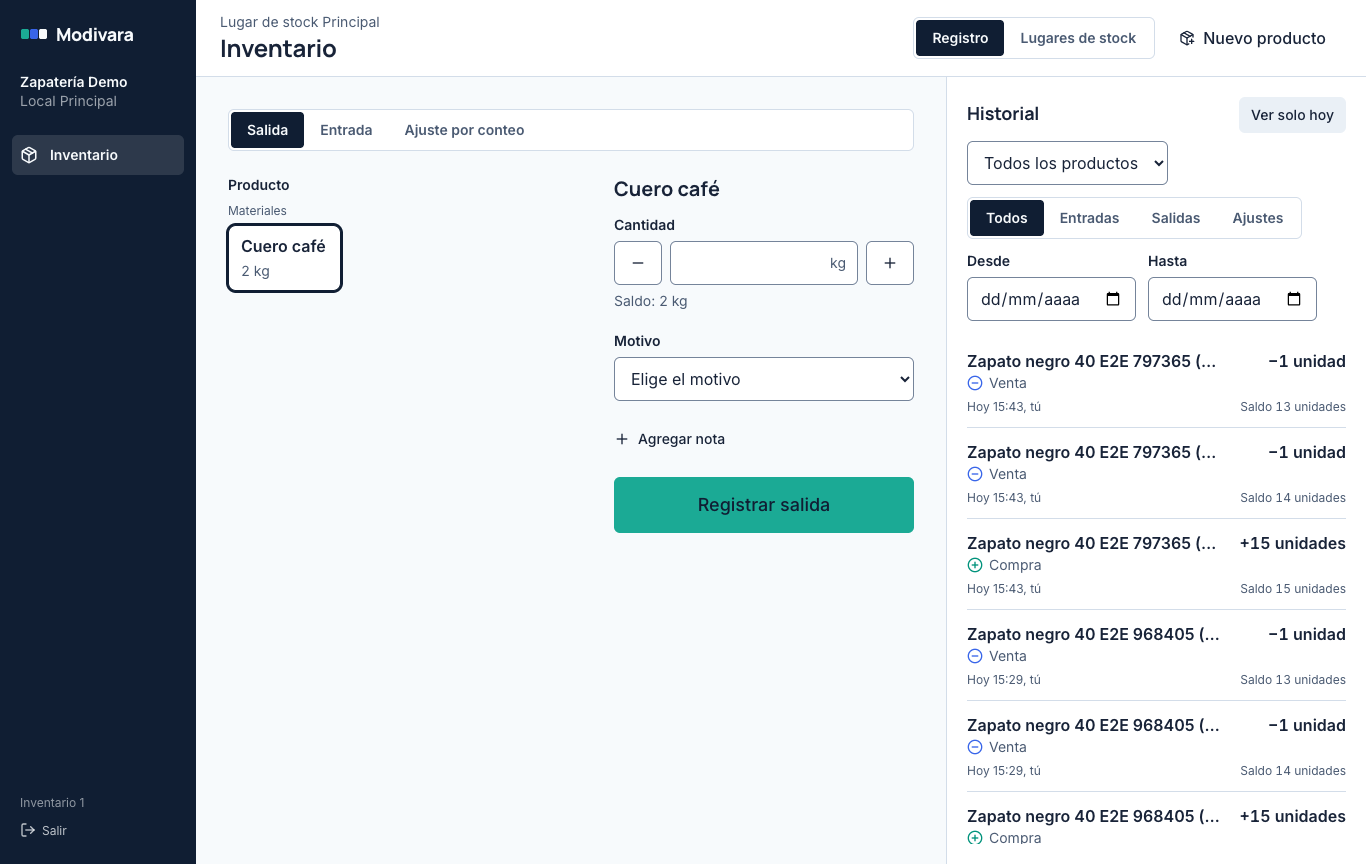 Modivara
Zapatería Demo
Local Principal
Inventario
Inventario 1
Salir
Lugar de stock Principal
Inventario
Registro
Lugares de stock
Nuevo producto
Salida
Entrada
Ajuste por conteo
Producto
Materiales
Cuero café
2 kg
Cuero café
Cantidad
−
kg
+
Saldo: 2 kg
Motivo
Elige el motivo
+ Agregar nota
Registrar salida
Historial
Ver solo hoy
Todos los productos
Todos
Entradas
Salidas
Ajustes
Desde
Hasta
dd/mm/aaaa
dd/mm/aaaa
Zapato negro 40 E2E 797365 (... −1 unidad
Venta
Hoy 15:43, tú Saldo 13 unidades
Zapato negro 40 E2E 797365 (... −1 unidad
Venta
Hoy 15:43, tú Saldo 14 unidades
Zapato negro 40 E2E 797365 (... +15 unidades
Compra
Hoy 15:43, tú Saldo 15 unidades
Zapato negro 40 E2E 968405 (... −1 unidad
Venta
Hoy 15:29, tú Saldo 13 unidades
Zapato negro 40 E2E 968405 (... −1 unidad
Venta
Hoy 15:29, tú Saldo 14 unidades
Zapato negro 40 E2E 968405 (... +15 unidades
Compra